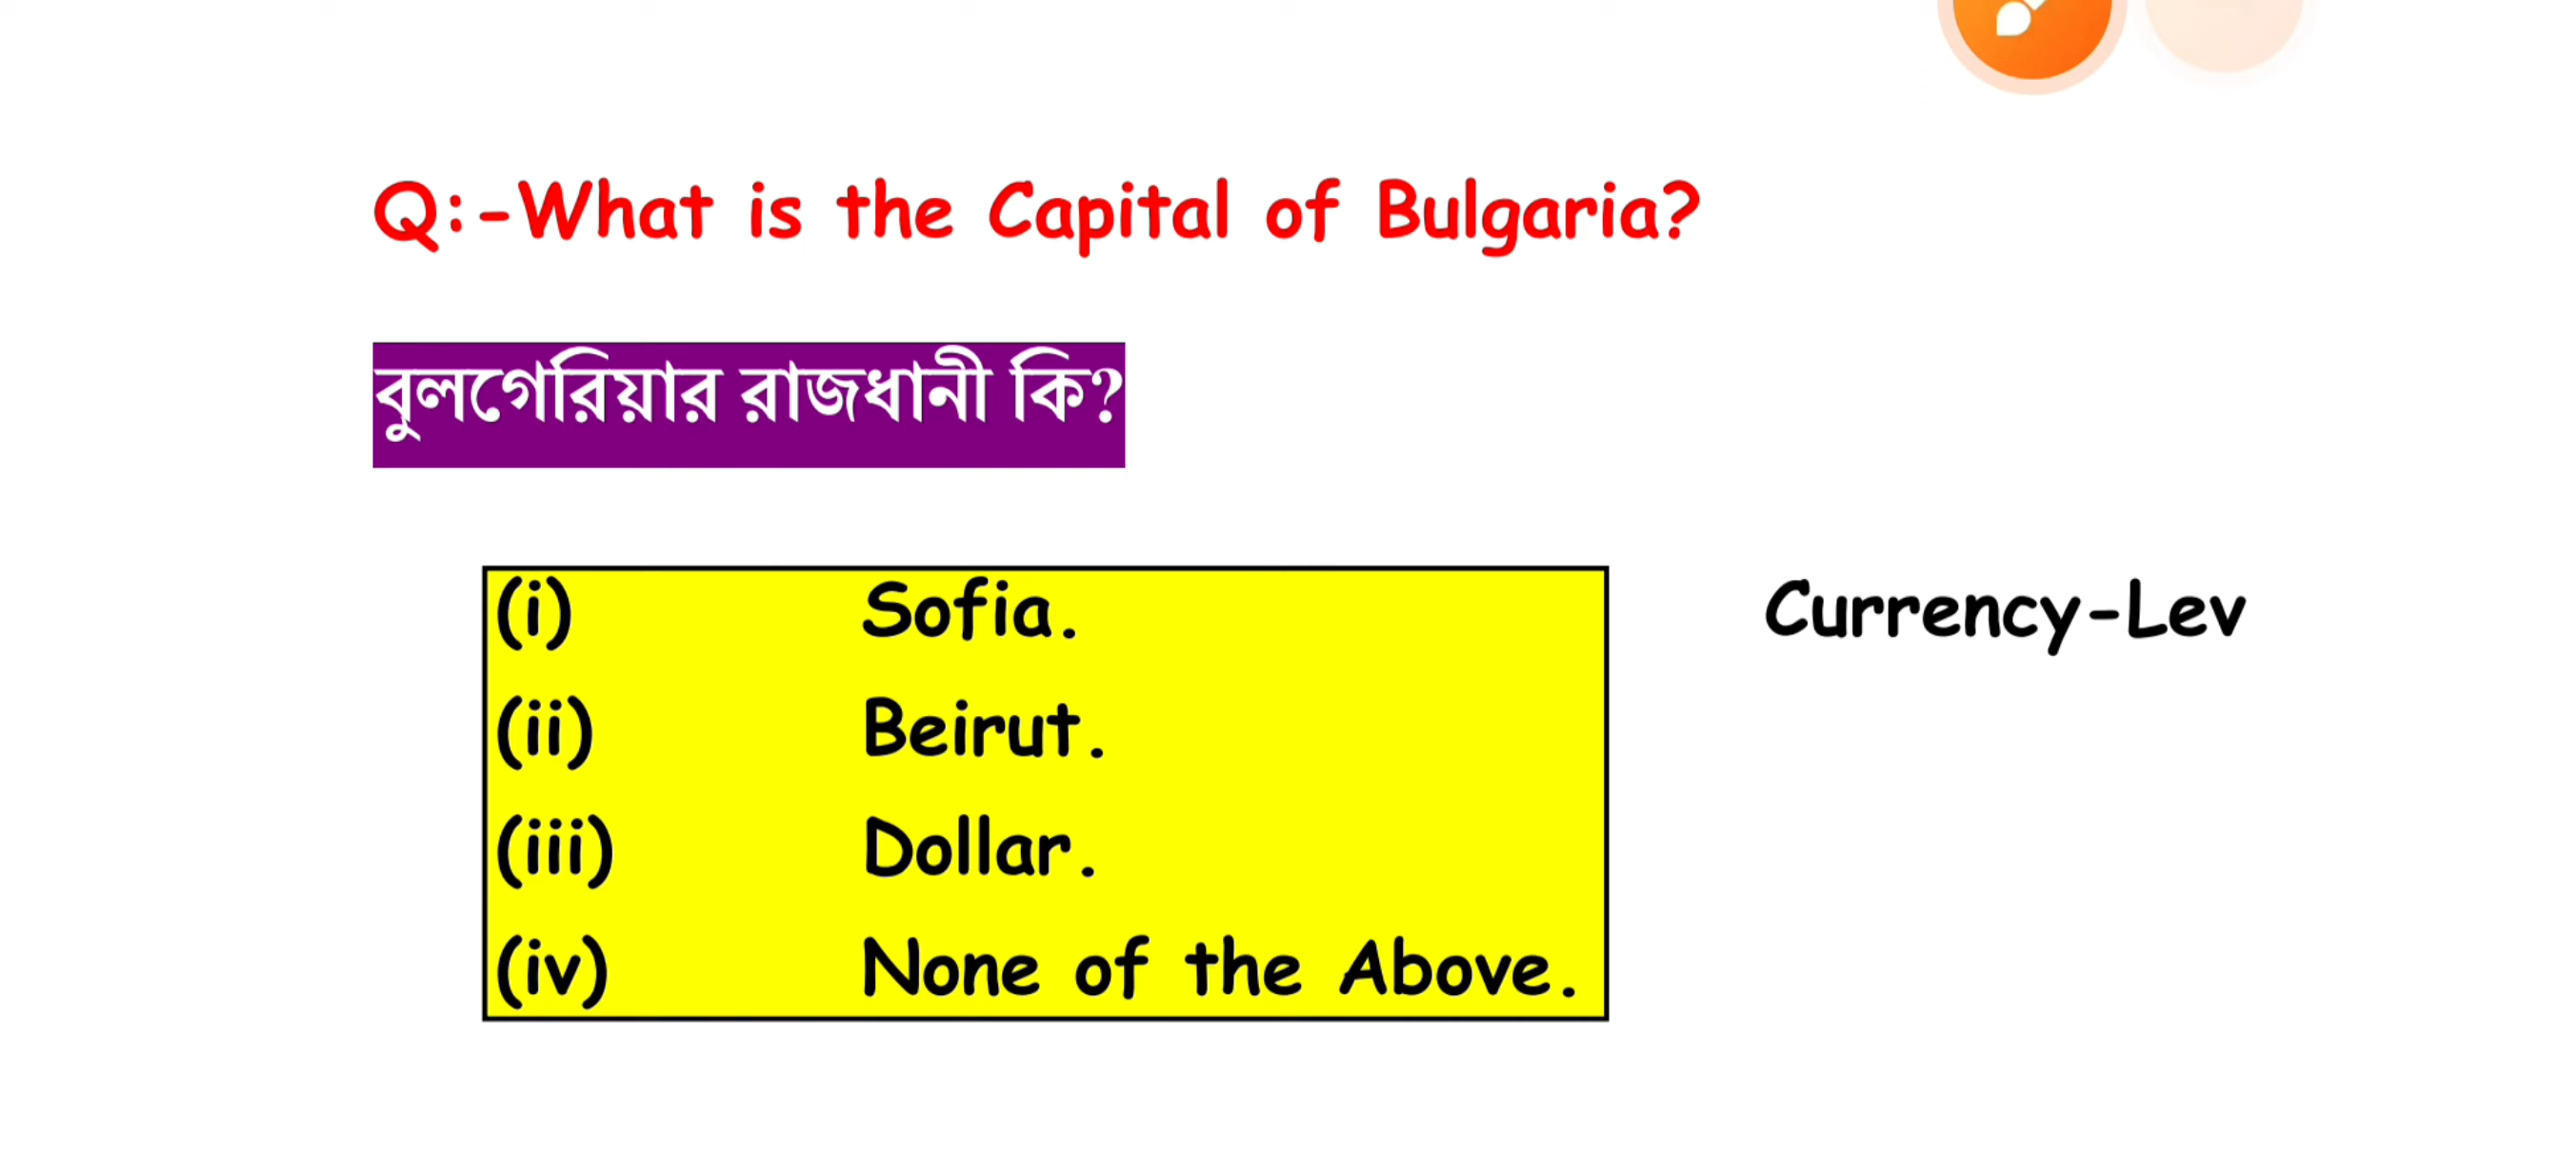 Q:-What is the Capital of Bulgaria?
বুলগেরিয়ার রাজধানী কি?
(i) Sofia. Currency-Lev
(ii) Beirut.
(iii) Dollar.
(iv) None of the Above.